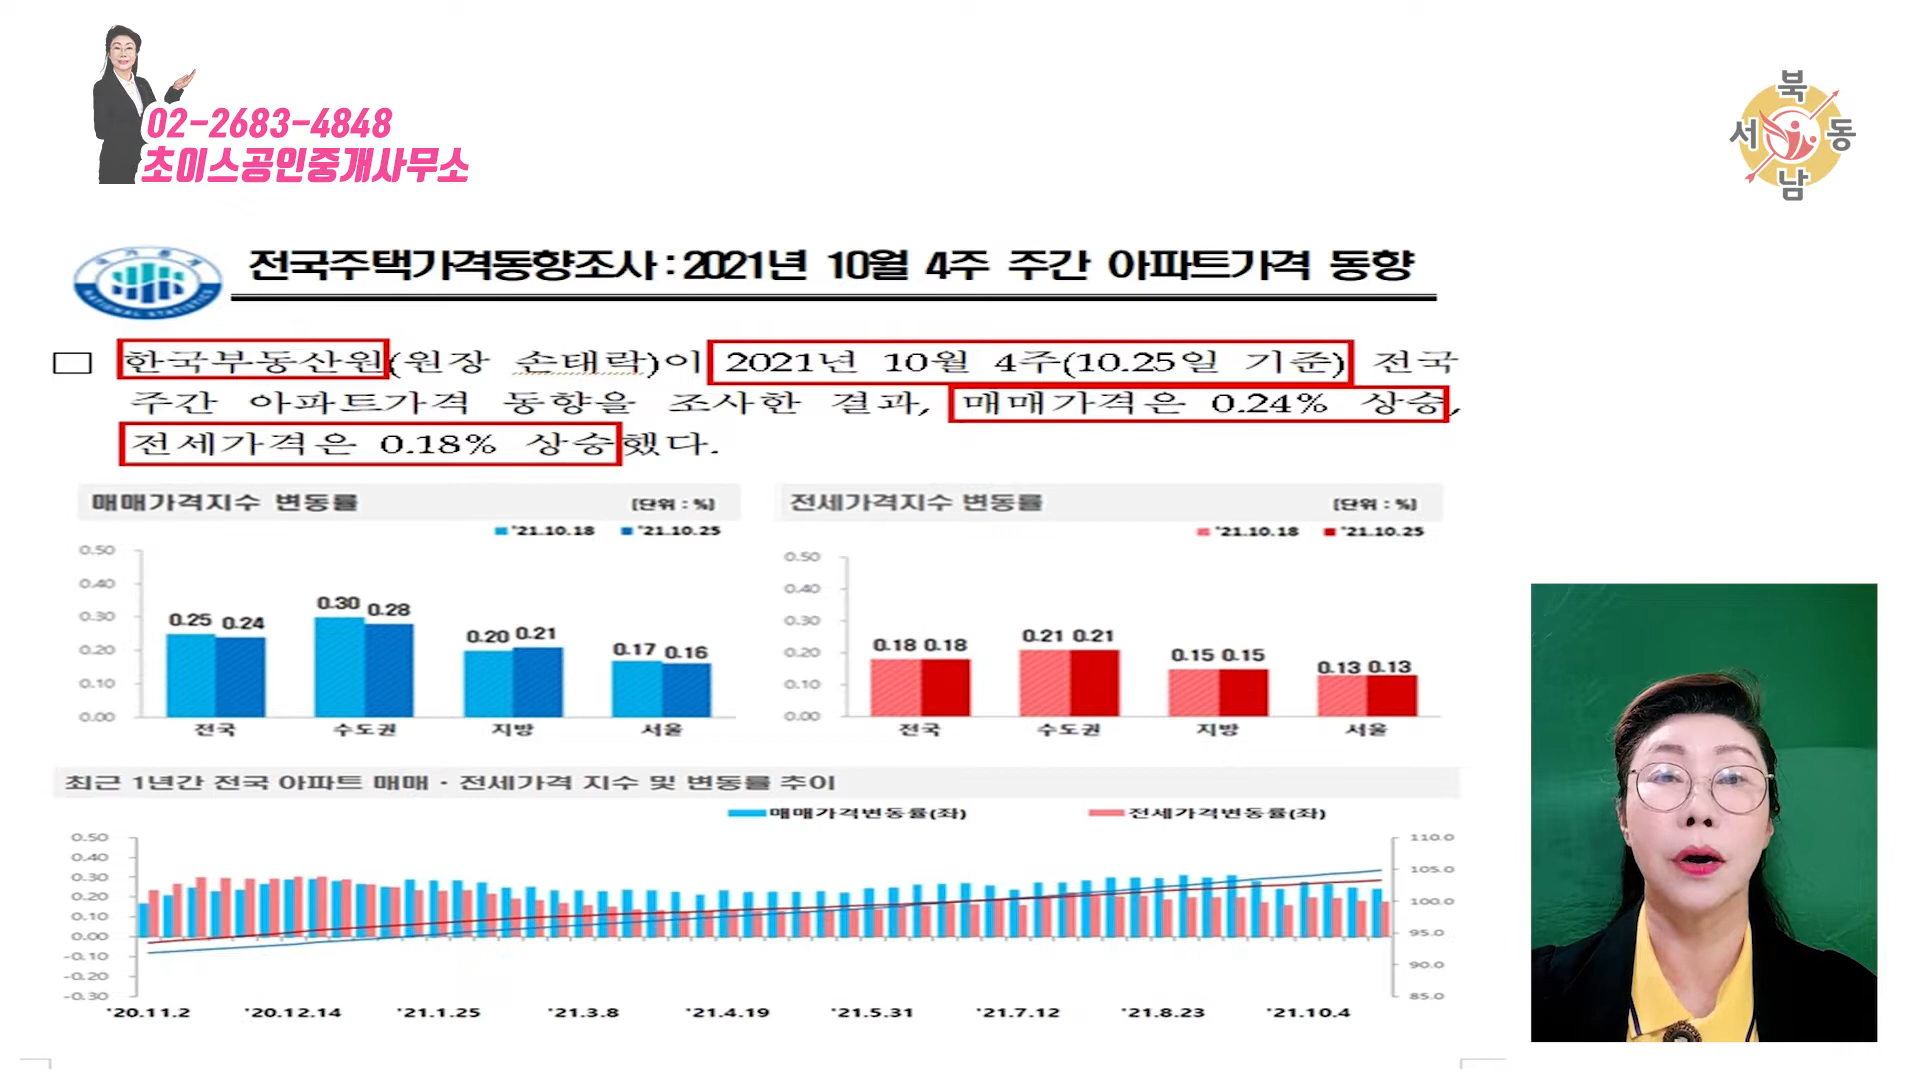 02-2683-4848
초이스공인중개사무소
북
서 동
남
전국주택가격동향조사 : 2021년 10월 4주 주간 아파트가격 동향
NATIONAL STATISTICS
□ 한국부동산원(원장 손태락)이 2021년 10월 4주(10.25일 기준) 전국
주간 아파트가격 동향을 조사한 결과, 매매가격은 0.24% 상승,
전세가격은 0.18% 상승했다.
매매가격지수 변동률 [단위 : %]
'21.10.18 '21.10.25
0.50
0.40
0.30
0.20
0.10
0.00
0.25 0.24 0.30 0.28 0.20 0.21 0.17 0.16
전국 수도권 지방 서울
전세가격지수 변동률 [단위 : %]
'21.10.18 '21.10.25
0.50
0.40
0.30
0.20
0.10
0.00
0.18 0.18 0.21 0.21 0.15 0.15 0.13 0.13
전국 수도권 지방 서울
최근 1년간 전국 아파트 매매 · 전세가격 지수 및 변동률 추이
매매가격변동률(좌) 전세가격변동률(좌)
0.50
0.40
0.30
0.20
0.10
0.00
-0.10
-0.20
-0.30
110.0
105.0
100.0
95.0
90.0
85.0
'20.11.2 '20.12.14 '21.1.25 '21.3.8 '21.4.19 '21.5.31 '21.7.12 '21.8.23 '21.10.4